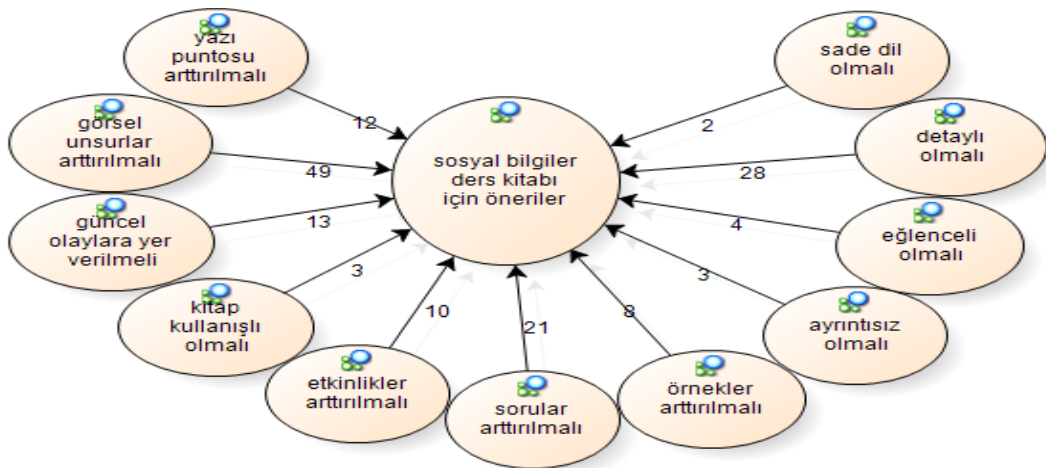 yazı
puntosu
arttırılmalı
12
görsel
unsurlar
arttırılmalı
49
güncel
olaylara yer
verilmeli
13
kitap
kullanışlı
olmalı
3
etkinlikler
arttırılmalı
10
sorular
arttırılmalı
21
örnekler
arttırılmalı
8
ayrıntısız
olmalı
3
eğlenceli
olmalı
4
detaylı
olmalı
28
sade dil
olmalı
2
sosyal bilgiler
ders kitabı
için öneriler